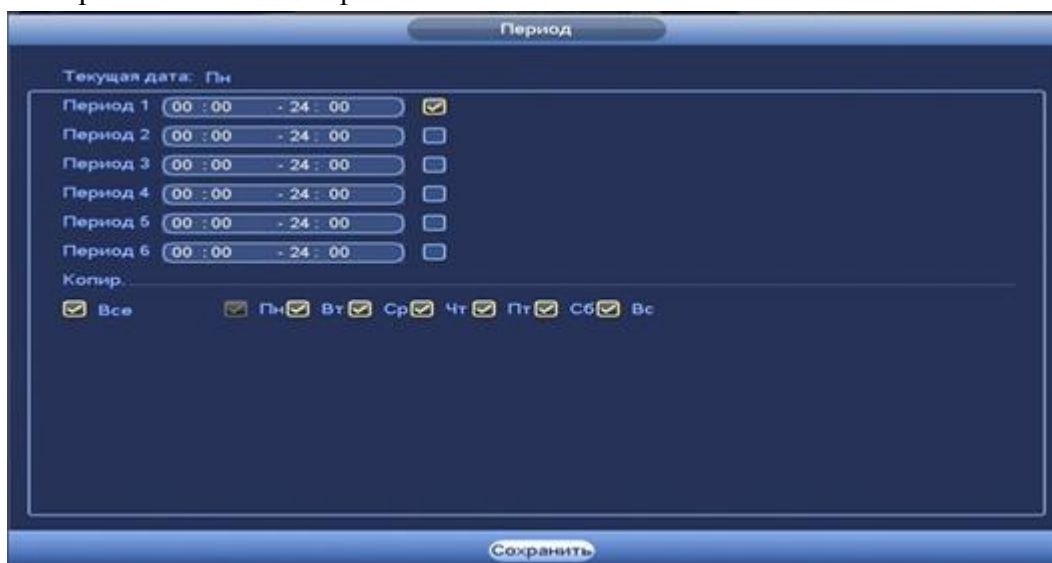 Период
Текущая дата: Пн
Период 1 00 : 00 - 24 : 00
Период 2 00 : 00 - 24 : 00
Период 3 00 : 00 - 24 : 00
Период 4 00 : 00 - 24 : 00
Период 5 00 : 00 - 24 : 00
Период 6 00 : 00 - 24 : 00
Копир.
Все Пн Вт Ср Чт Пт Сб Вс
Сохранить